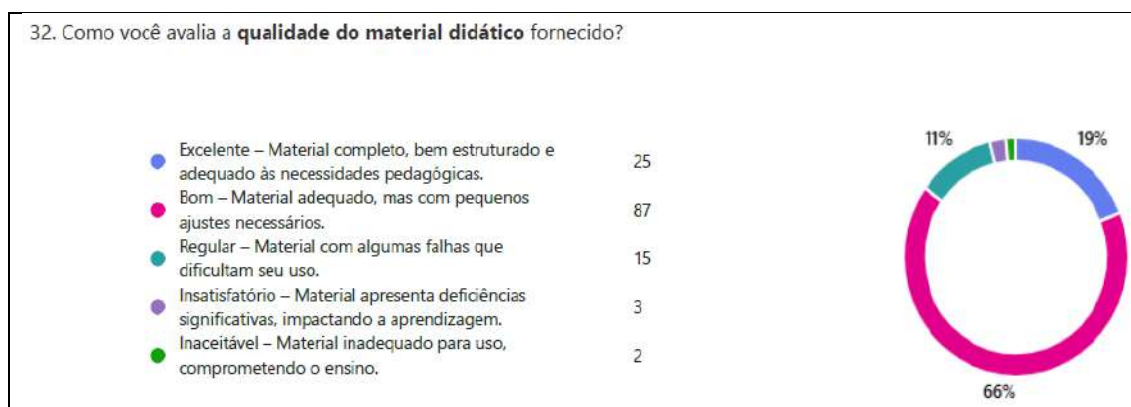 32. Como você avalia a qualidade do material didático fornecido?
Excelente – Material completo, bem estruturado e
adequado às necessidades pedagógicas.
25
Bom – Material adequado, mas com pequenos
ajustes necessários.
87
Regular – Material com algumas falhas que
dificultam seu uso.
15
Insatisfatório – Material apresenta deficiências
significativas, impactando a aprendizagem.
3
Inaceitável – Material inadequado para uso,
comprometendo o ensino.
2
11%
19%
66%